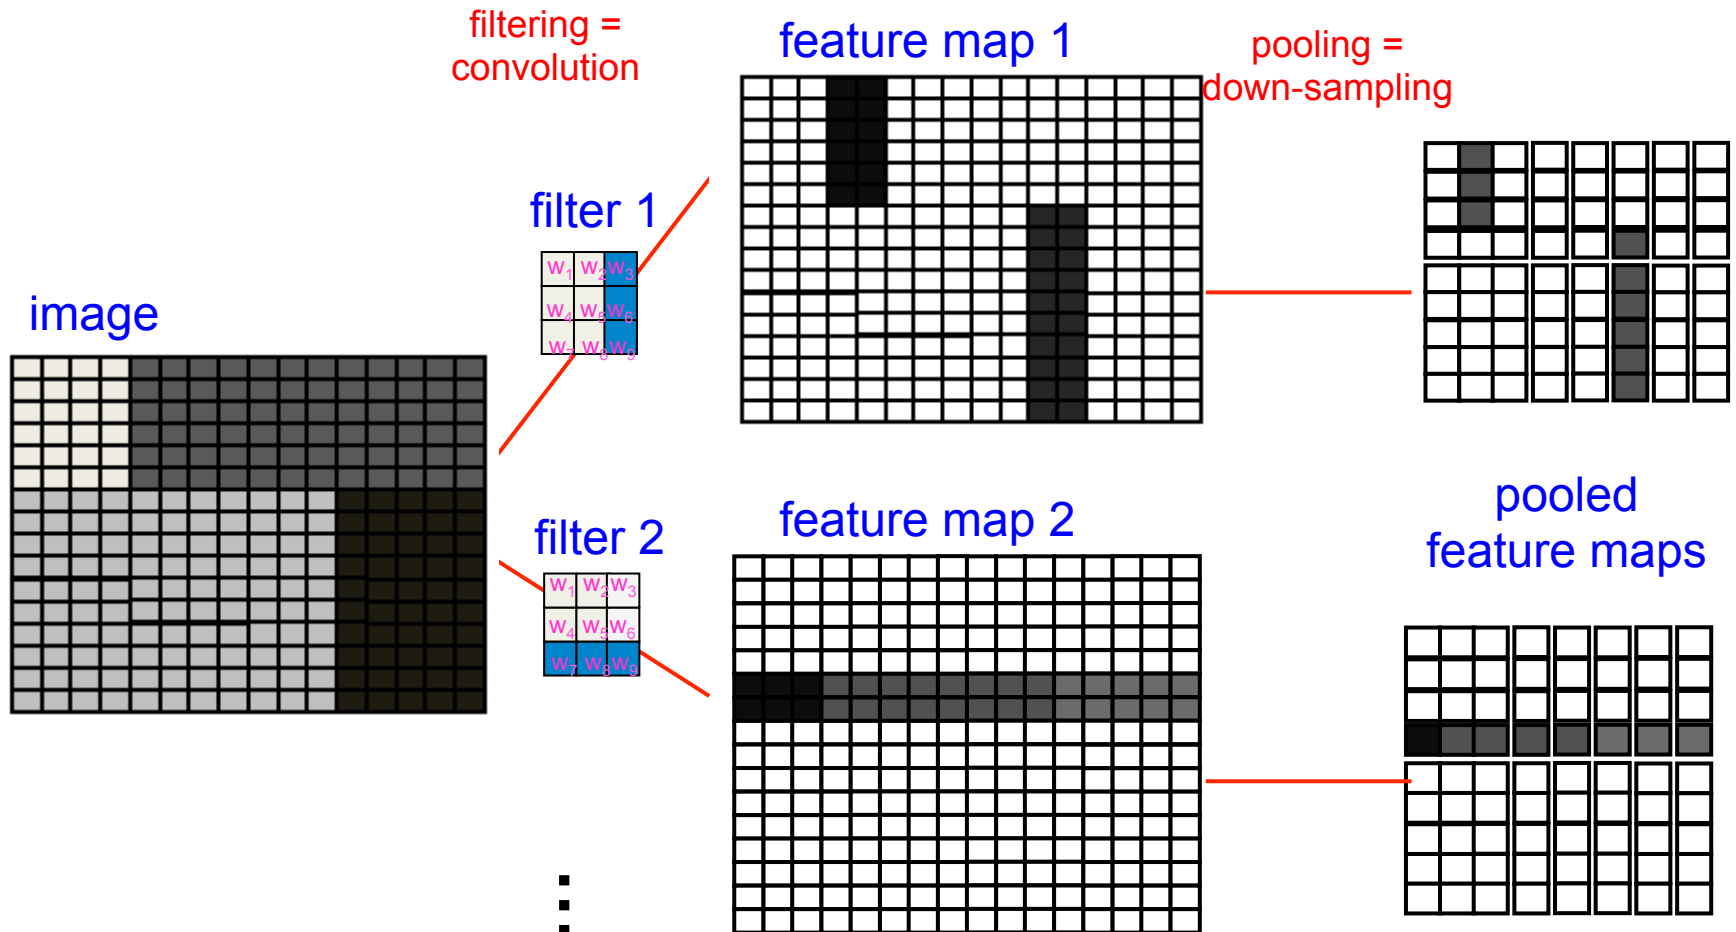 filtering =
convolution
feature map 1
pooling =
down-sampling
filter 1
w1 w2 w3
w4 w5 w6
w7 w8 w9
image
filter 2
w1 w2 w3
w4 w5 w6
w7 w8 w9
feature map 2
pooled
feature maps